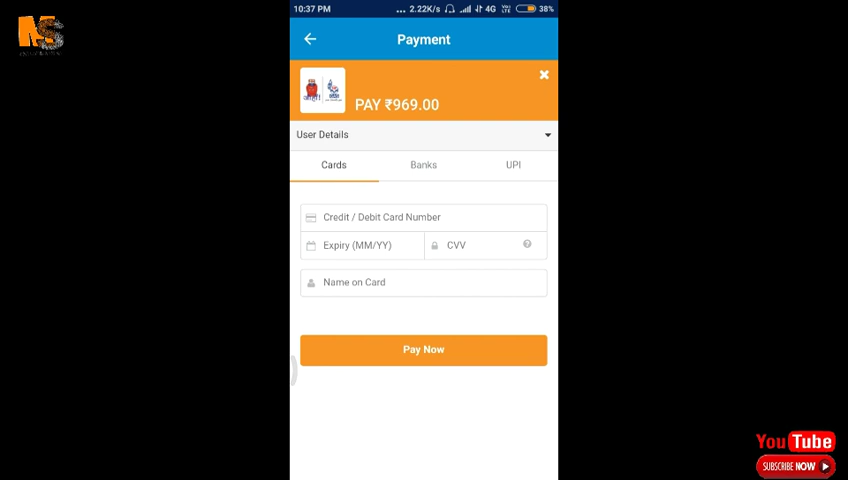 10:37 PM
... 2.22K/s 4G 38%
Payment
PAY ₹969.00
User Details
Cards
Banks
UPI
Credit / Debit Card Number
Expiry (MM/YY)
CVV
Name on Card
Pay Now
MS
YouTube
SUBSCRIBE NOW